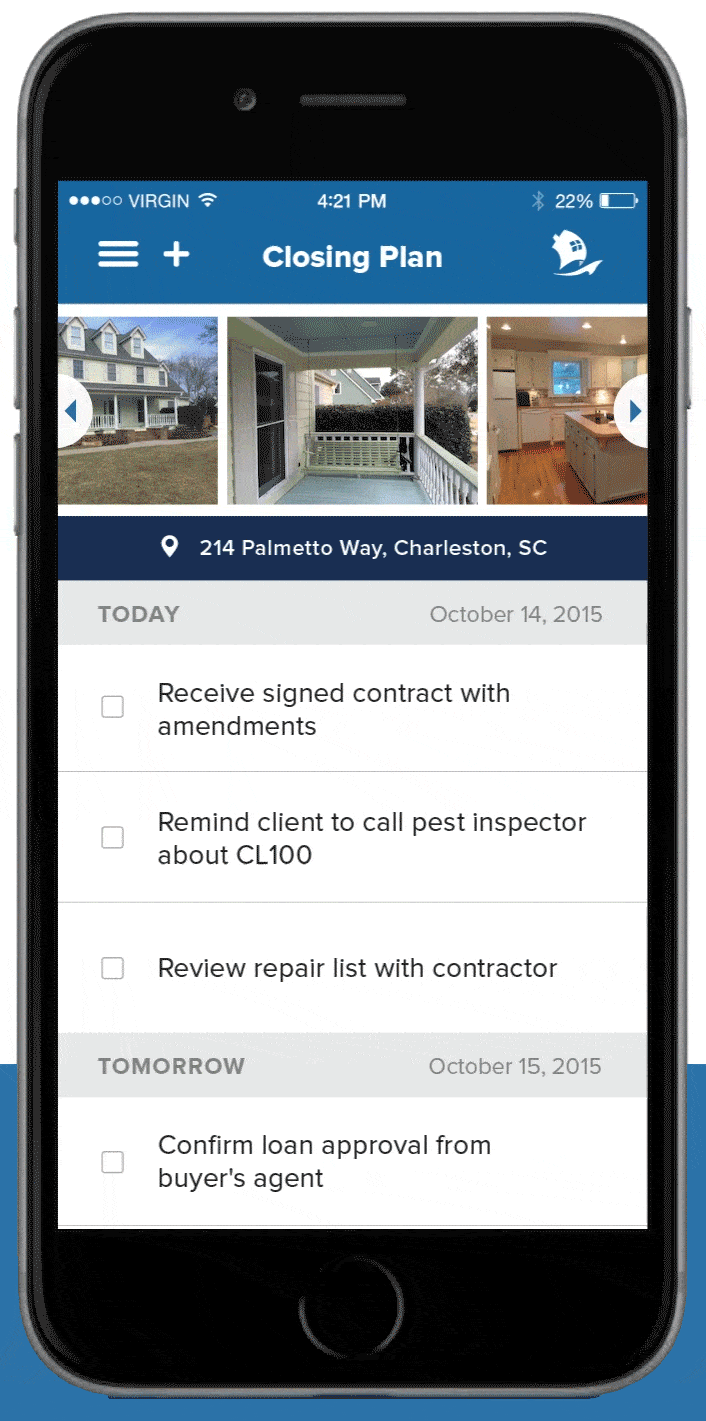 VIRGIN 4:21 PM 22%
Closing Plan
214 Palmetto Way, Charleston, SC
TODAY October 14, 2015
Receive signed contract with
amendments
Remind client to call pest inspector
about CL100
Review repair list with contractor
TOMORROW October 15, 2015
Confirm loan approval from
buyer's agent